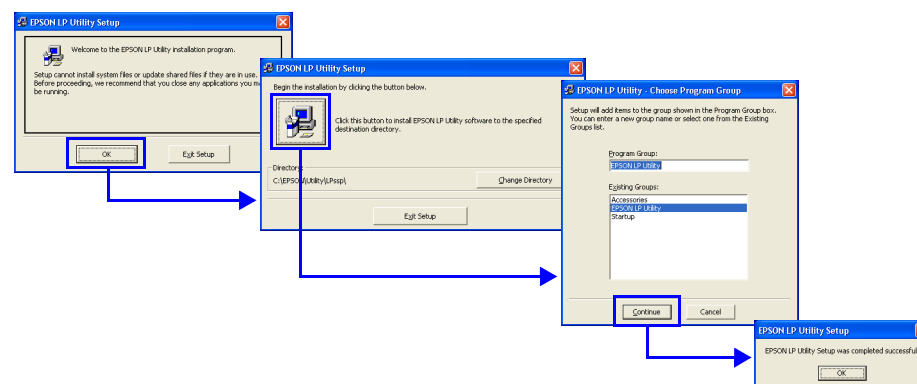 EPSON LP Utility Setup
Welcome to the EPSON LP Utility installation program.
Setup cannot install system files or update shared files if they are in use.
Before proceeding, we recommend that you close any applications you m
be running.
OK
Exit Setup
EPSON LP Utility Setup
Begin the installation by clicking the button below.
Click this button to install EPSON LP Utility software to the specified
destination directory.
Directory:
C:\EPSON\Utility\LPssp\
Change Directory
Exit Setup
EPSON LP Utility - Choose Program Group
Setup will add items to the group shown in the Program Group box.
You can enter a new group name or select one from the Existing
Groups list.
Program Group:
EPSON LP Utility
Existing Groups:
Accessories
EPSON LP Utility
Startup
Continue
Cancel
EPSON LP Utility Setup
EPSON LP Utility Setup was completed successful
OK